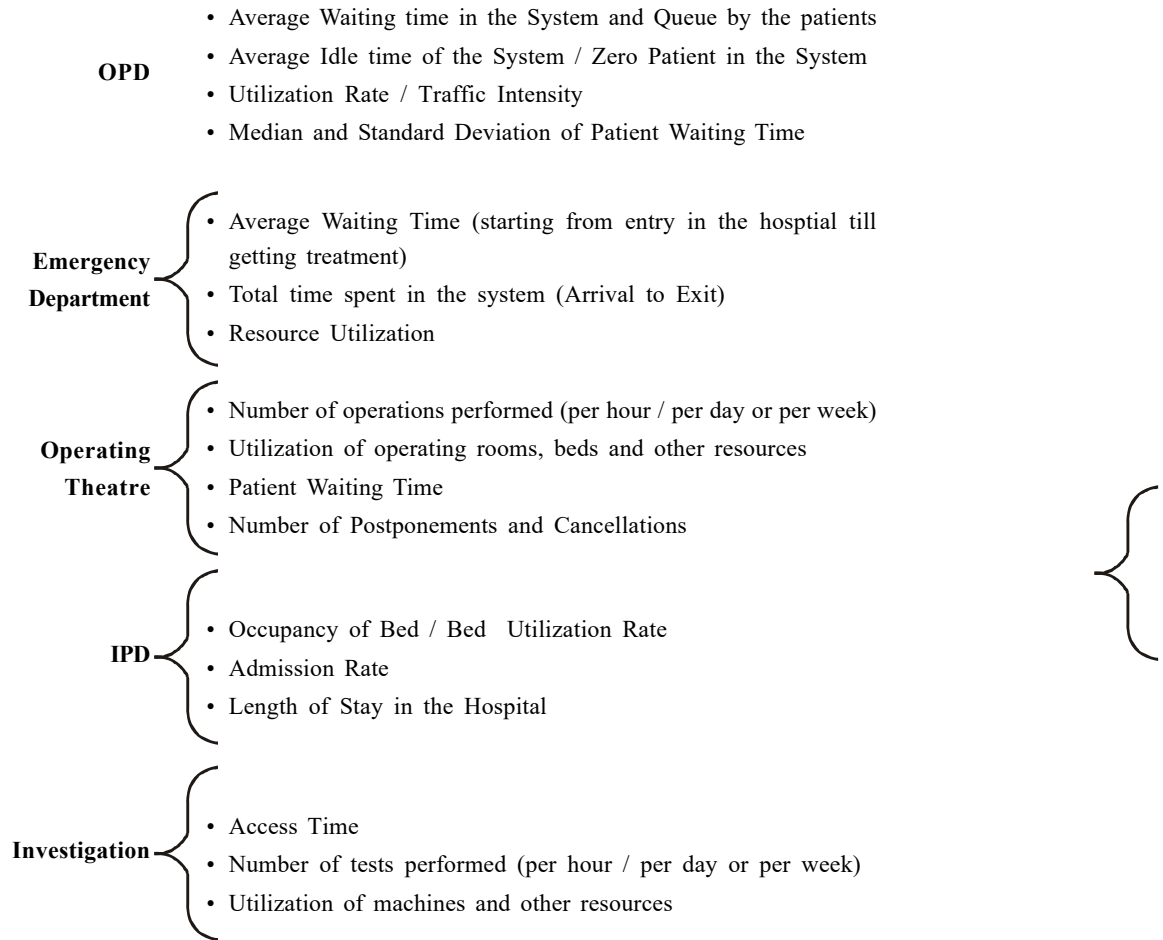 OPD
• Average Waiting time in the System and Queue by the patients
• Average Idle time of the System / Zero Patient in the System
• Utilization Rate / Traffic Intensity
• Median and Standard Deviation of Patient Waiting Time
Emergency
Department
• Average Waiting Time (starting from entry in the hosptial till
getting treatment)
• Total time spent in the system (Arrival to Exit)
• Resource Utilization
Operating
Theatre
• Number of operations performed (per hour / per day or per week)
• Utilization of operating rooms, beds and other resources
• Patient Waiting Time
• Number of Postponements and Cancellations
IPD
• Occupancy of Bed / Bed Utilization Rate
• Admission Rate
• Length of Stay in the Hospital
Investigation
• Access Time
• Number of tests performed (per hour / per day or per week)
• Utilization of machines and other resources